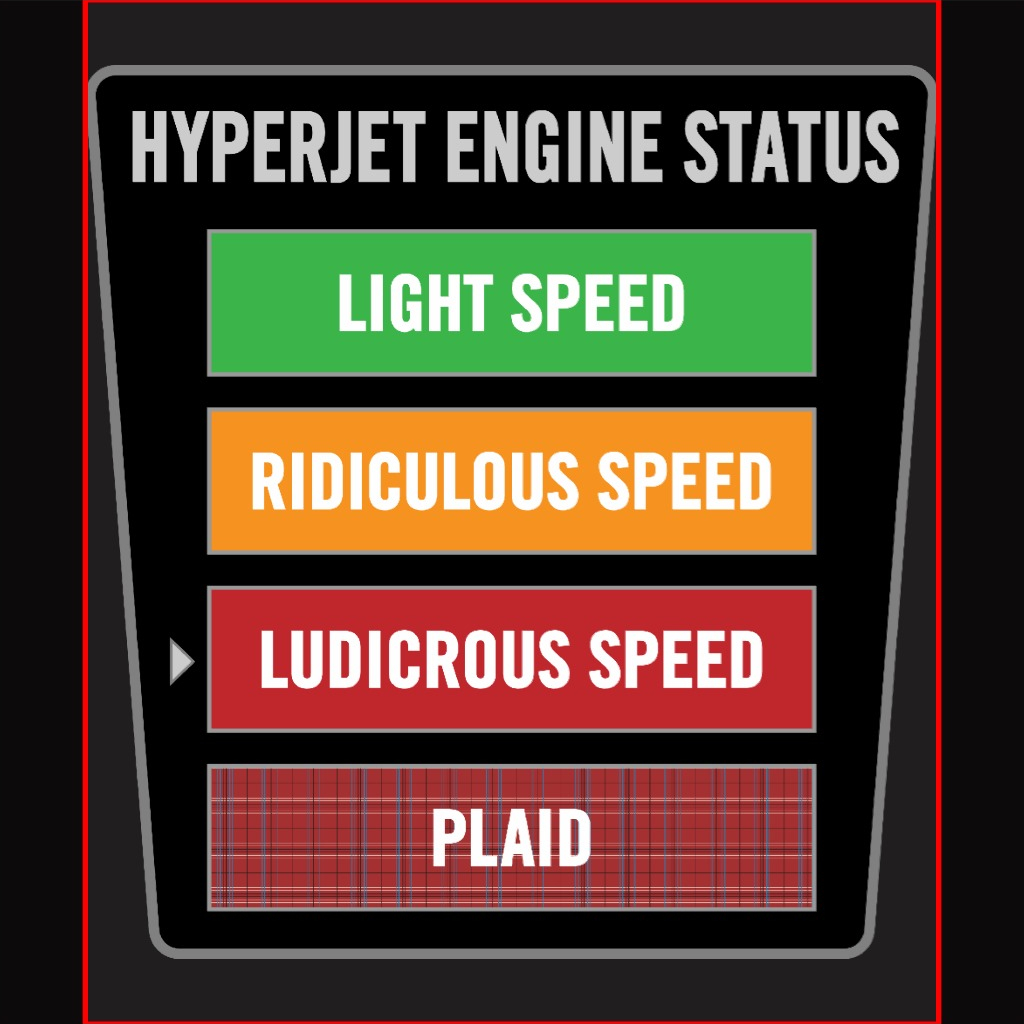 HYPERJET ENGINE STATUS
LIGHT SPEED
RIDICULOUS SPEED
LUDICROUS SPEED
PLAID